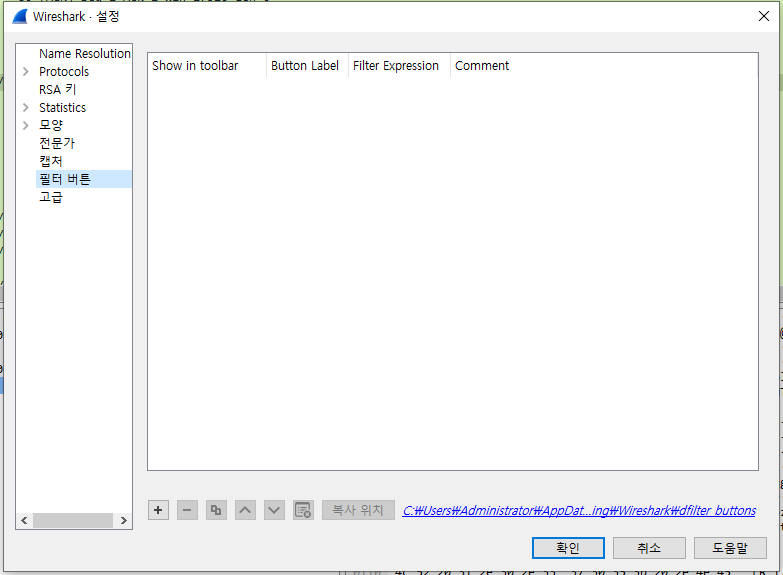 Wireshark · 설정
Name Resolution
Protocols
RSA 키
Statistics
모양
전문가
캡처
필터 버튼
고급
Show in toolbar Button Label Filter Expression Comment
복사 위치 C:₩Users₩Administrator₩AppDat...ing₩Wireshark₩dfilter_buttons
확인 취소 도움말